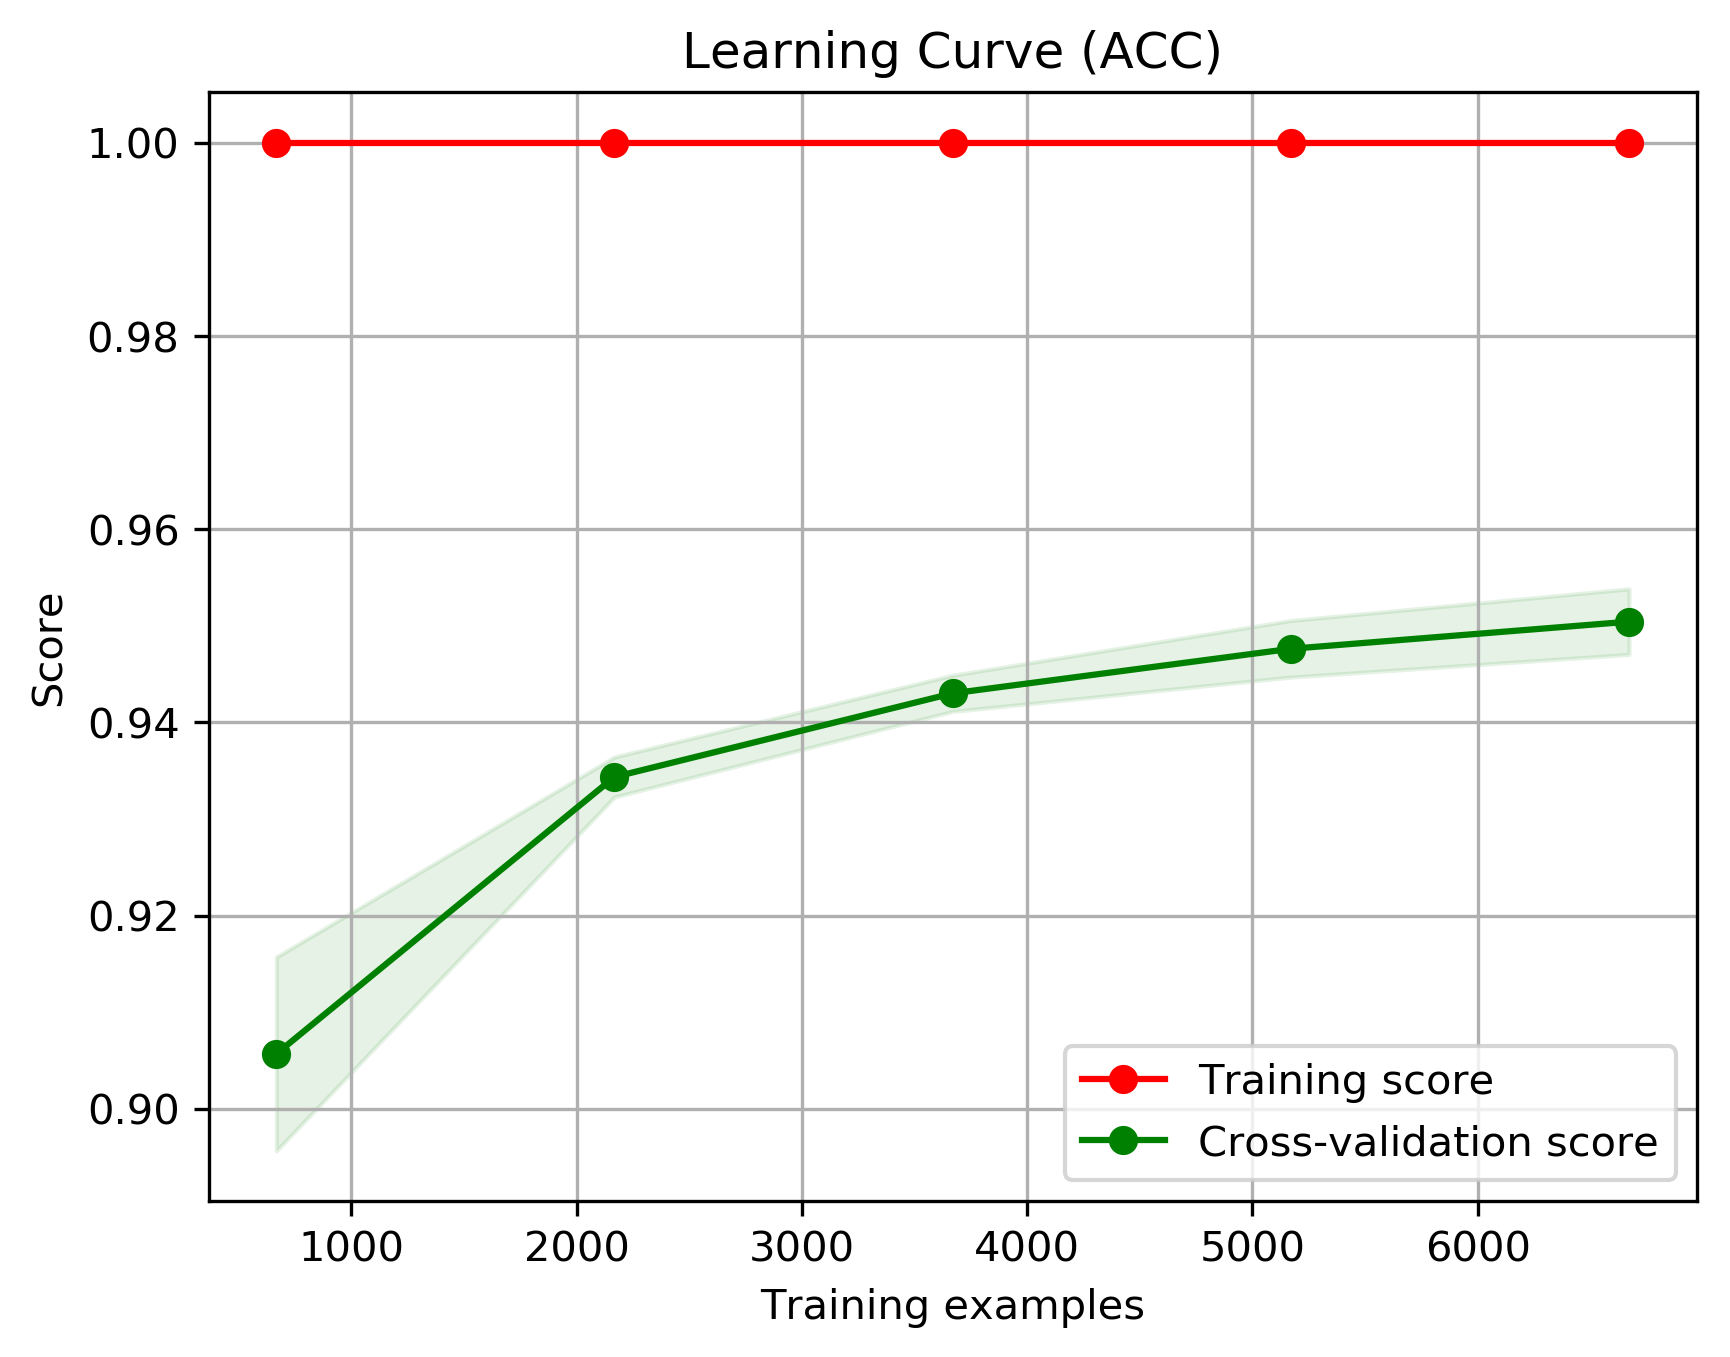 Learning Curve (ACC)
1.00
0.98
0.96
0.94
0.92
0.90
Score
1000 2000 3000 4000 5000 6000
Training examples
Training score
Cross-validation score